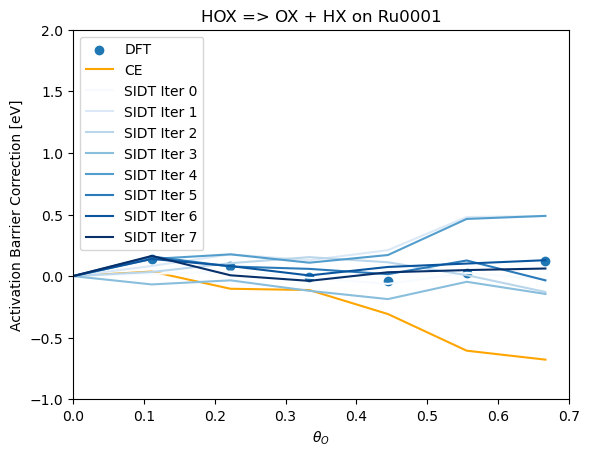 HOX => OX + HX on Ru0001
Activation Barrier Correction [eV]
2.0
1.5
1.0
0.5
0.0
−0.5
−1.0
DFT
CE
SIDT Iter 0
SIDT Iter 1
SIDT Iter 2
SIDT Iter 3
SIDT Iter 4
SIDT Iter 5
SIDT Iter 6
SIDT Iter 7
0.0 0.1 0.2 0.3 0.4 0.5 0.6 0.7
θ_O